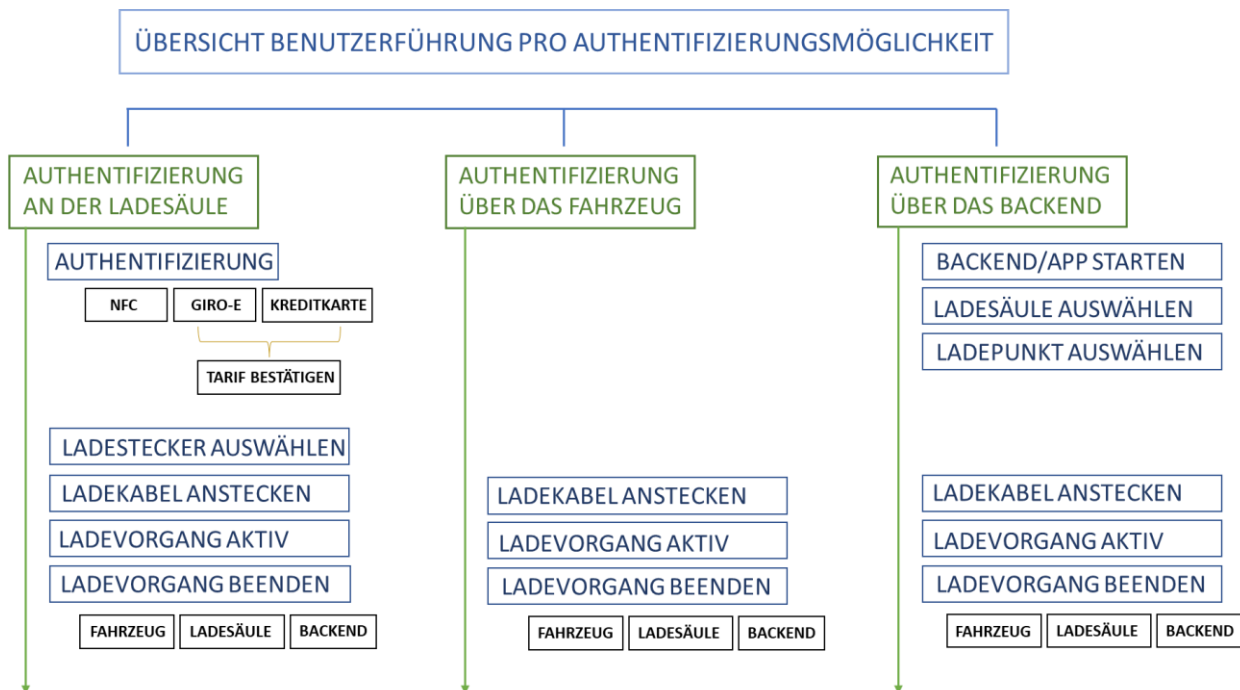 ÜBERSICHT BENUTZERFÜHRUNG PRO AUTHENTIFIZIERUNGSMÖGLICHKEIT
AUTHENTIFIZIERUNG
AN DER LADESÄULE
AUTHENTIFIZIERUNG
NFC
GIRO-E
KREDITKARTE
TARIF BESTÄTIGEN
LADESTECKER AUSWÄHLEN
LADEKABEL ANSTECKEN
LADEVORGANG AKTIV
LADEVORGANG BEENDEN
FAHRZEUG
LADESÄULE
BACKEND
AUTHENTIFIZIERUNG
ÜBER DAS FAHRZEUG
LADEKABEL ANSTECKEN
LADEVORGANG AKTIV
LADEVORGANG BEENDEN
FAHRZEUG
LADESÄULE
BACKEND
AUTHENTIFIZIERUNG
ÜBER DAS BACKEND
BACKEND/APP STARTEN
LADESÄULE AUSWÄHLEN
LADEPUNKT AUSWÄHLEN
LADEKABEL ANSTECKEN
LADEVORGANG AKTIV
LADEVORGANG BEENDEN
FAHRZEUG
LADESÄULE
BACKEND